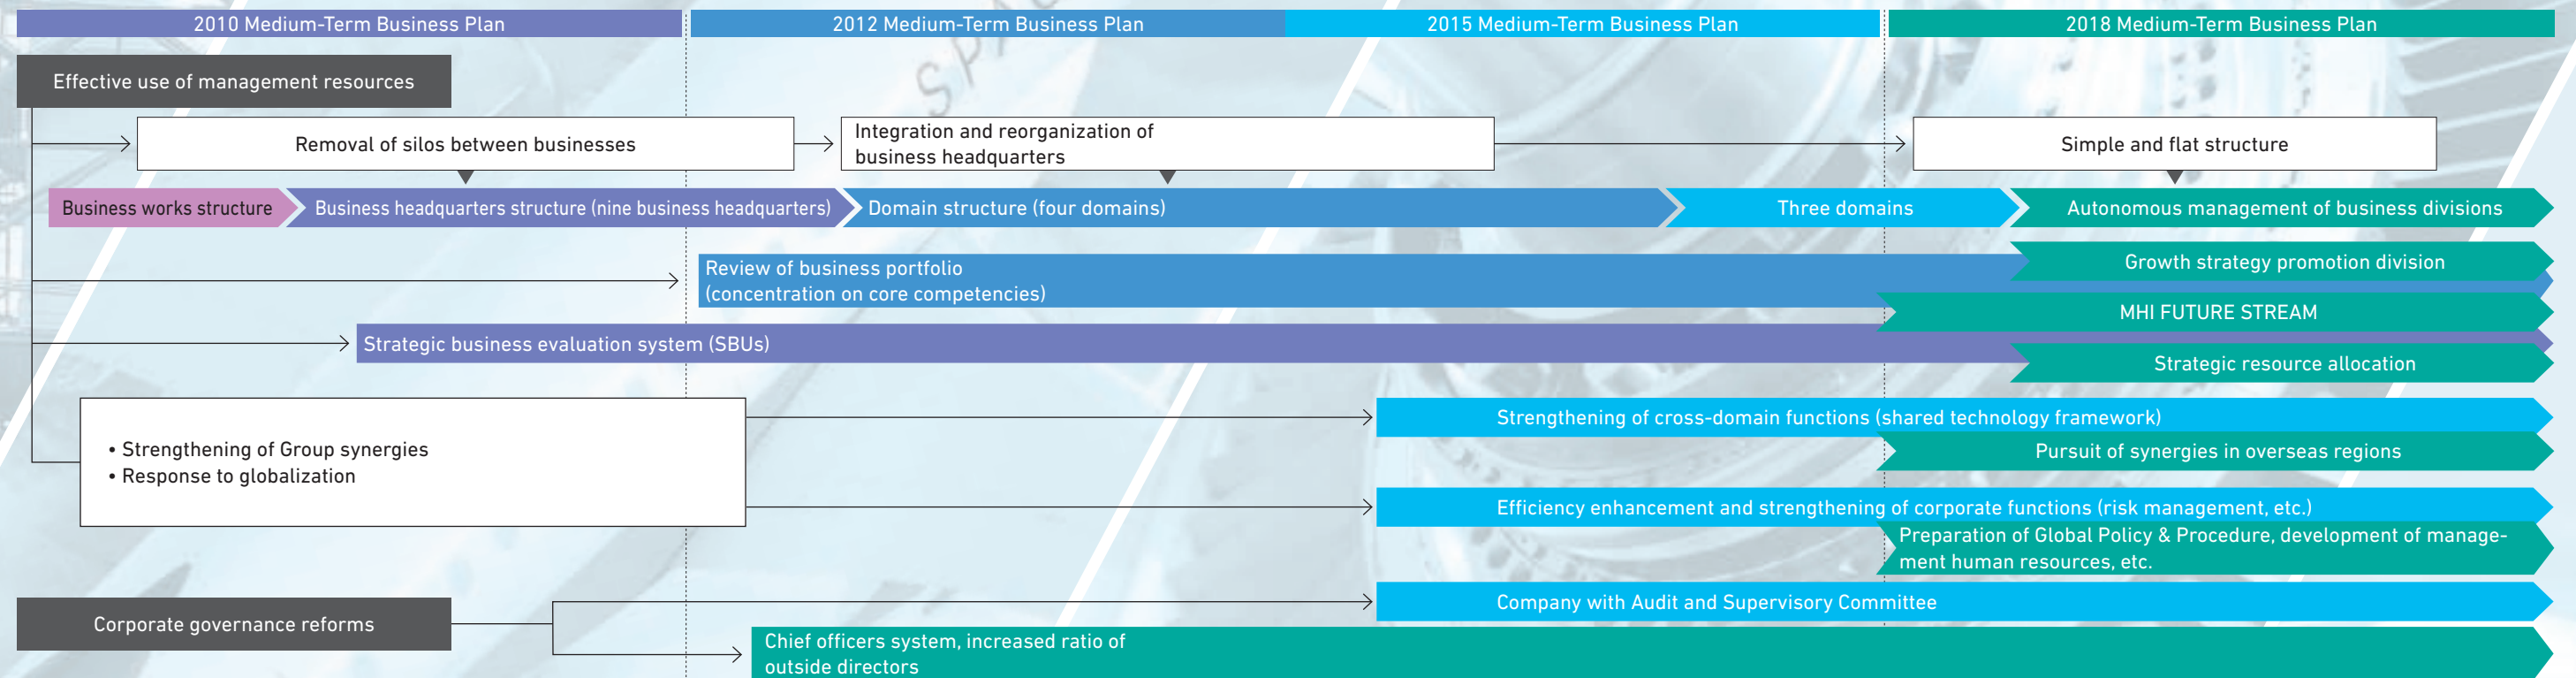 2010 Medium-Term Business Plan
2012 Medium-Term Business Plan
2015 Medium-Term Business Plan
2018 Medium-Term Business Plan
Effective use of management resources
Removal of silos between businesses
Integration and reorganization of
business headquarters
Simple and flat structure
Business works structure
Business headquarters structure (nine business headquarters)
Domain structure (four domains)
Three domains
Autonomous management of business divisions
Review of business portfolio
(concentration on core competencies)
Growth strategy promotion division
MHI FUTURE STREAM
Strategic business evaluation system (SBUs)
Strategic resource allocation
• Strengthening of Group synergies
• Response to globalization
Strengthening of cross-domain functions (shared technology framework)
Pursuit of synergies in overseas regions
Efficiency enhancement and strengthening of corporate functions (risk management, etc.)
Preparation of Global Policy & Procedure, development of manage-
ment human resources, etc.
Corporate governance reforms
Company with Audit and Supervisory Committee
Chief officers system, increased ratio of
outside directors